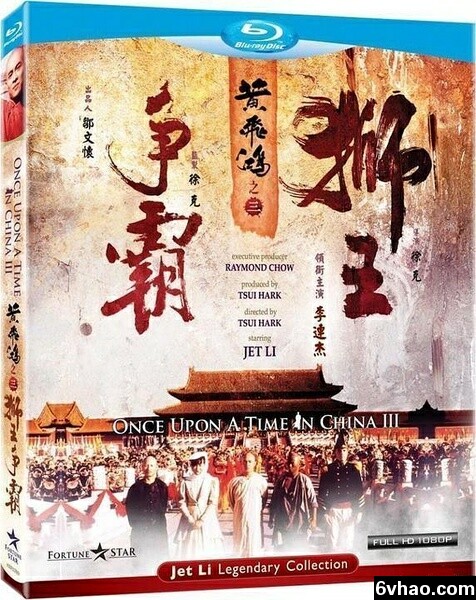 Blu-ray Disc
黃飛鴻之三
獅王
争霸
出品人 鄒文懷
監製 徐克
導演 徐克
領銜主演 李連杰
executive producer
RAYMOND CHOW
produced by
TSUI HARK
directed by
TSUI HARK
starring
JET LI
ONCE UPON A TIME IN CHINA III
FORTUNE STAR
FULL HD 1080P
Jet Li Legendary Collection
ONCE UPON A TIME
IN CHINA III
黃飛鴻之三
獅王争霸
6vhao.com